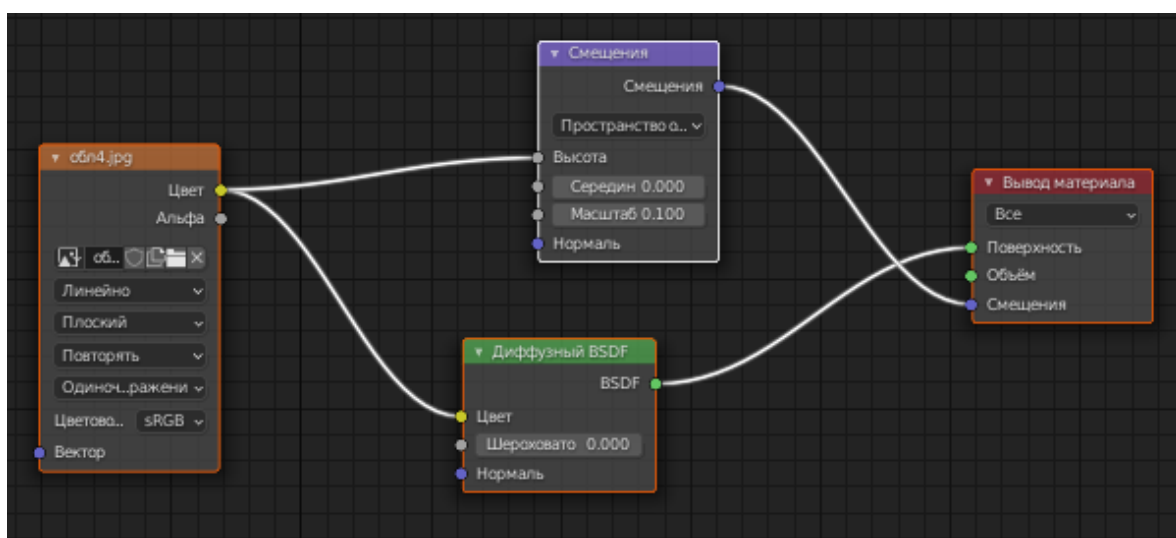 Смещения
Смещения
Пространство о...
Высота
Середин 0.000
Масштаб 0.100
Нормаль
обл4.jpg
Цвет
Альфа
об...
Линейно
Плоский
Повторять
Одиноч..ражени
Цветово... sRGB
Вектор
Диффузный BSDF
BSDF
Цвет
Шероховато 0.000
Нормаль
Вывод материала
Все
Поверхность
Объём
Смещения